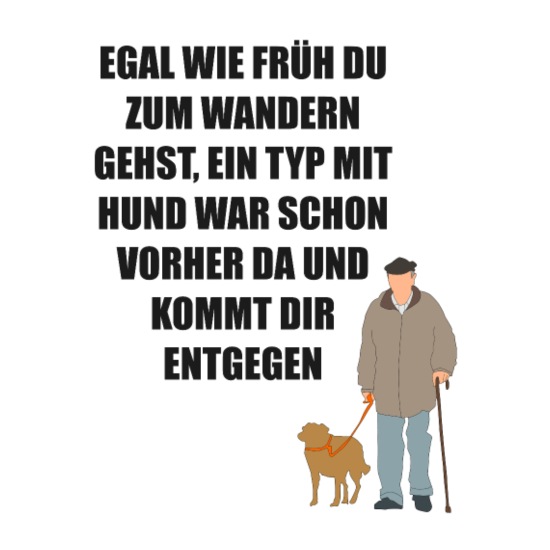 EGAL WIE FRÜH DU
ZUM WANDERN
GEHST, EIN TYP MIT
HUND WAR SCHON
VORHER DA UND
KOMMT DIR
ENTGEGEN